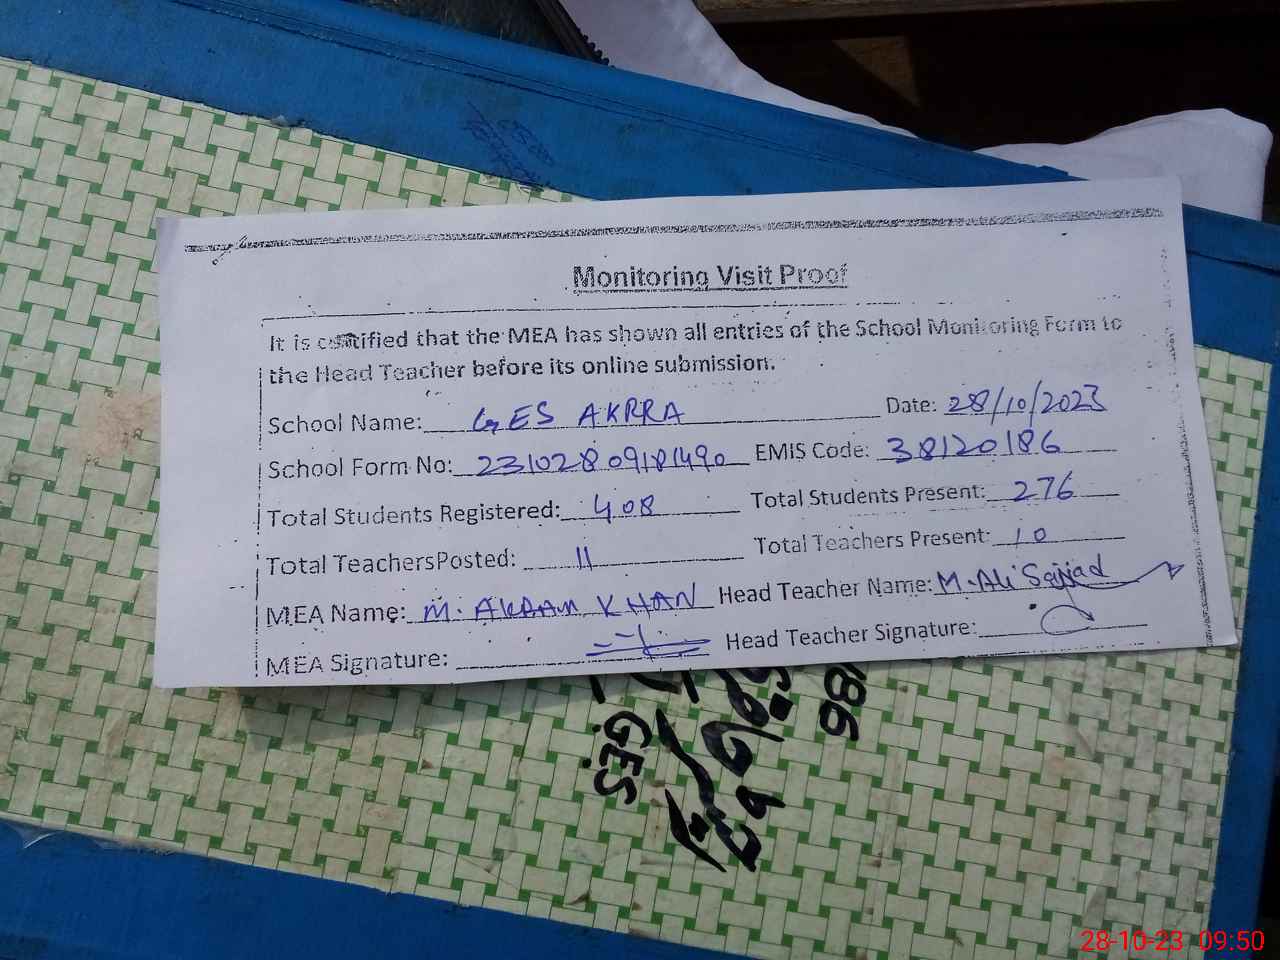 Monitoring Visit Proof
It is certified that the MEA has shown all entries of the School Monitoring Form to
the Head Teacher before its online submission.
School Name: GES AKRRA Date: 28/10/2023
School Form No: 23102809181490 EMIS Code: 38120186
Total Students Registered: 408 Total Students Present: 276
Total TeachersPosted: 11 Total Teachers Present: 10
MEA Name: M. AKRAM KHAN Head Teacher Name: M. Ali Sajjad
MEA Signature: Head Teacher Signature:
186
GES
28-10-23 09:50